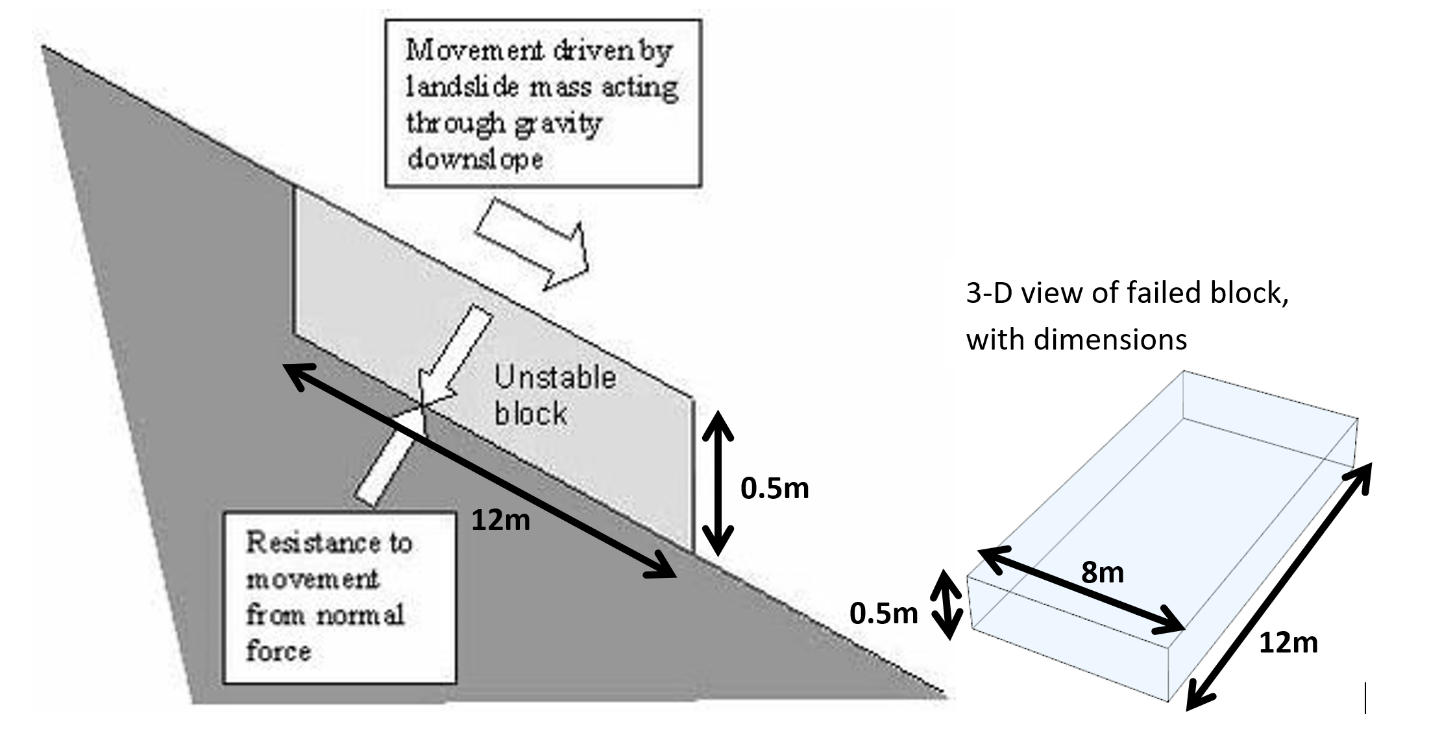 Movement driven by
landslide mass acting
through gravity
downslope
Unstable
block
0.5m
12m
Resistance to
movement
from normal
force
3-D view of failed block,
with dimensions
8m
0.5m
12m